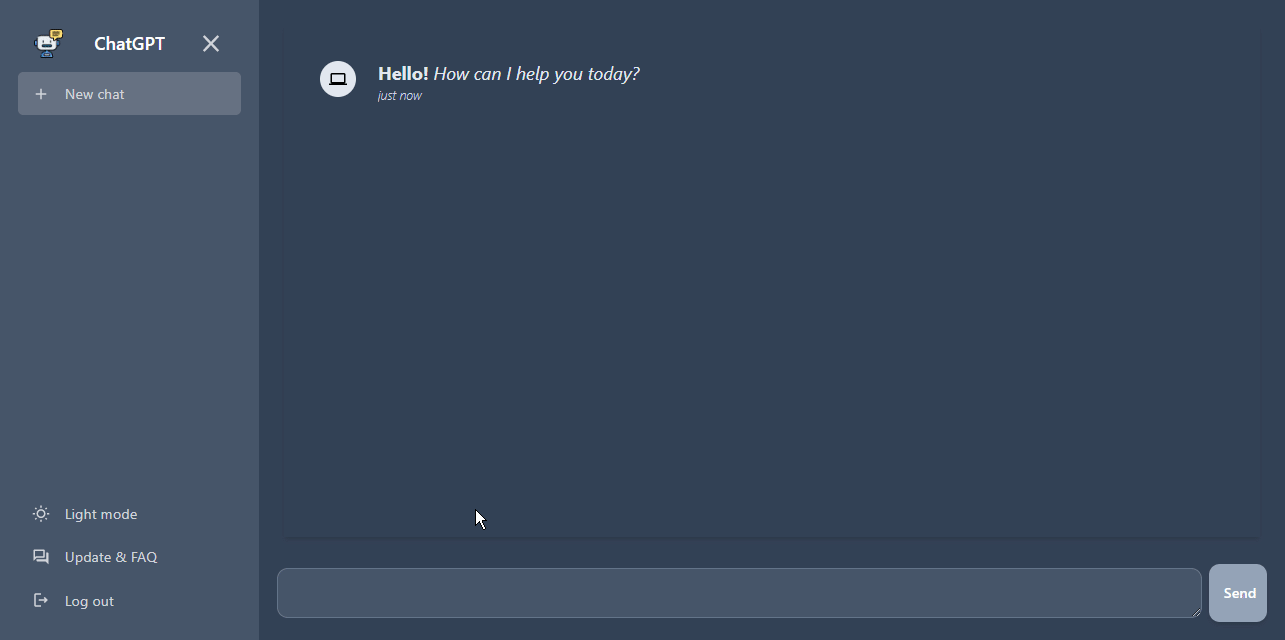 ChatGPT
New chat
Light mode
Update & FAQ
Log out
Hello! How can I help you today?
just now
Send